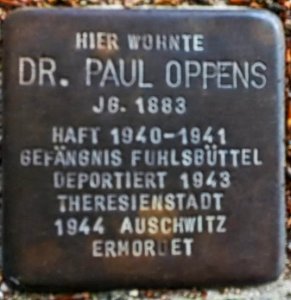 HIER WOHNTE
DR. PAUL OPPENS
JG. 1883
HAFT 1940-1941
GEFÄNGNIS FUHLSBÜTTEL
DEPORTIERT 1943
THERESIENSTADT
1944 AUSCHWITZ
ERMORDET